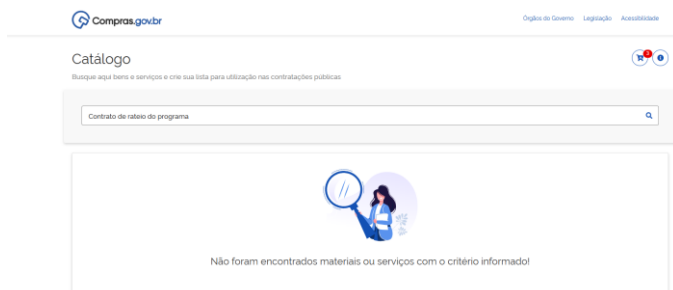 Compras.gov.br
Órgãos do Governo Legislação Acessibilidade
Catálogo
3
Busque aqui bens e serviços e crie sua lista para utilização nas contratações públicas
Contrato de rateio do programa
Não foram encontrados materiais ou serviços com o critério informado!